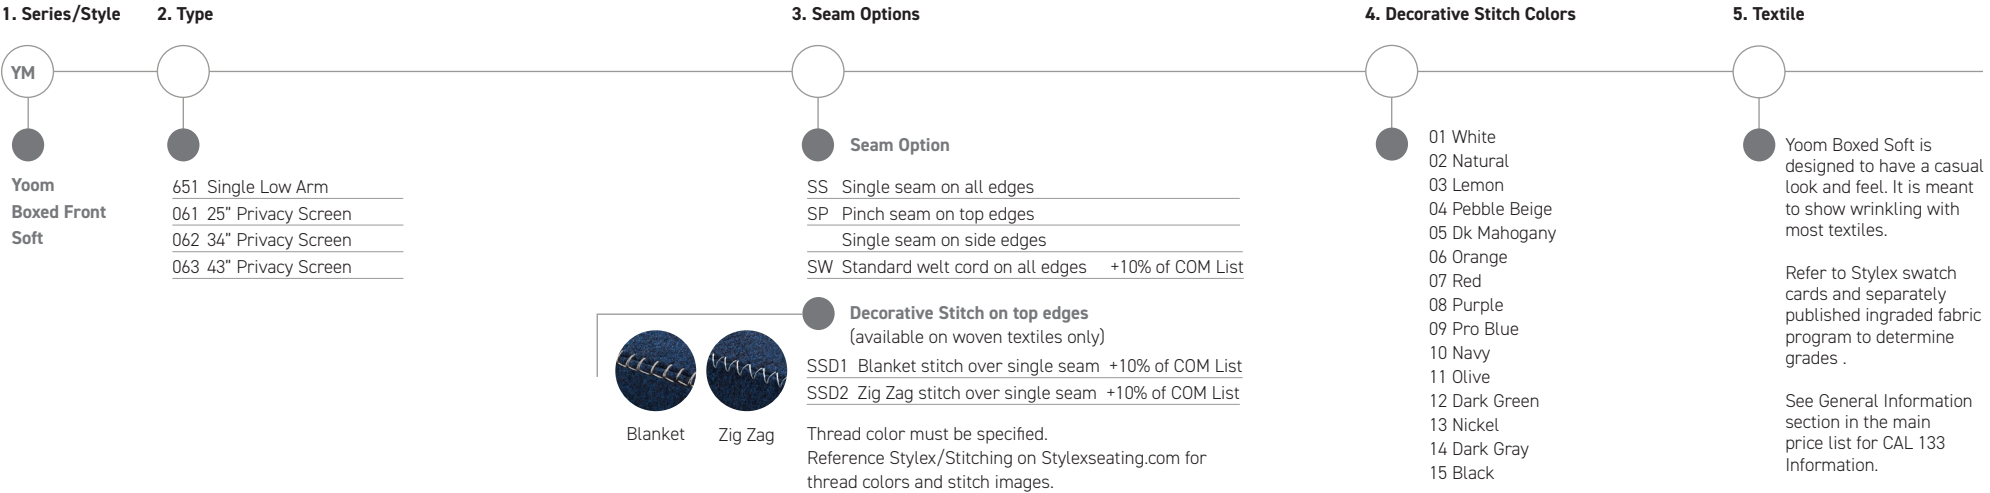 1. Series/Style
YM
Yoom
Boxed Front
Soft
2. Type
651 Single Low Arm
061 25" Privacy Screen
062 34" Privacy Screen
063 43" Privacy Screen
3. Seam Options
Seam Option
SS Single seam on all edges
SP Pinch seam on top edges
Single seam on side edges
SW Standard welt cord on all edges +10% of COM List
Decorative Stitch on top edges
(available on woven textiles only)
SSD1 Blanket stitch over single seam +10% of COM List
SSD2 Zig Zag stitch over single seam +10% of COM List
Blanket Zig Zag
Thread color must be specified.
Reference Stylex/Stitching on Stylexseating.com for
thread colors and stitch images.
4. Decorative Stitch Colors
01 White
02 Natural
03 Lemon
04 Pebble Beige
05 Dk Mahogany
06 Orange
07 Red
08 Purple
09 Pro Blue
10 Navy
11 Olive
12 Dark Green
13 Nickel
14 Dark Gray
15 Black
5. Textile
Yoom Boxed Soft is
designed to have a casual
look and feel. It is meant
to show wrinkling with
most textiles.
Refer to Stylex swatch
cards and separately
published ingraded fabric
program to determine
grades .
See General Information
section in the main
price list for CAL 133
Information.